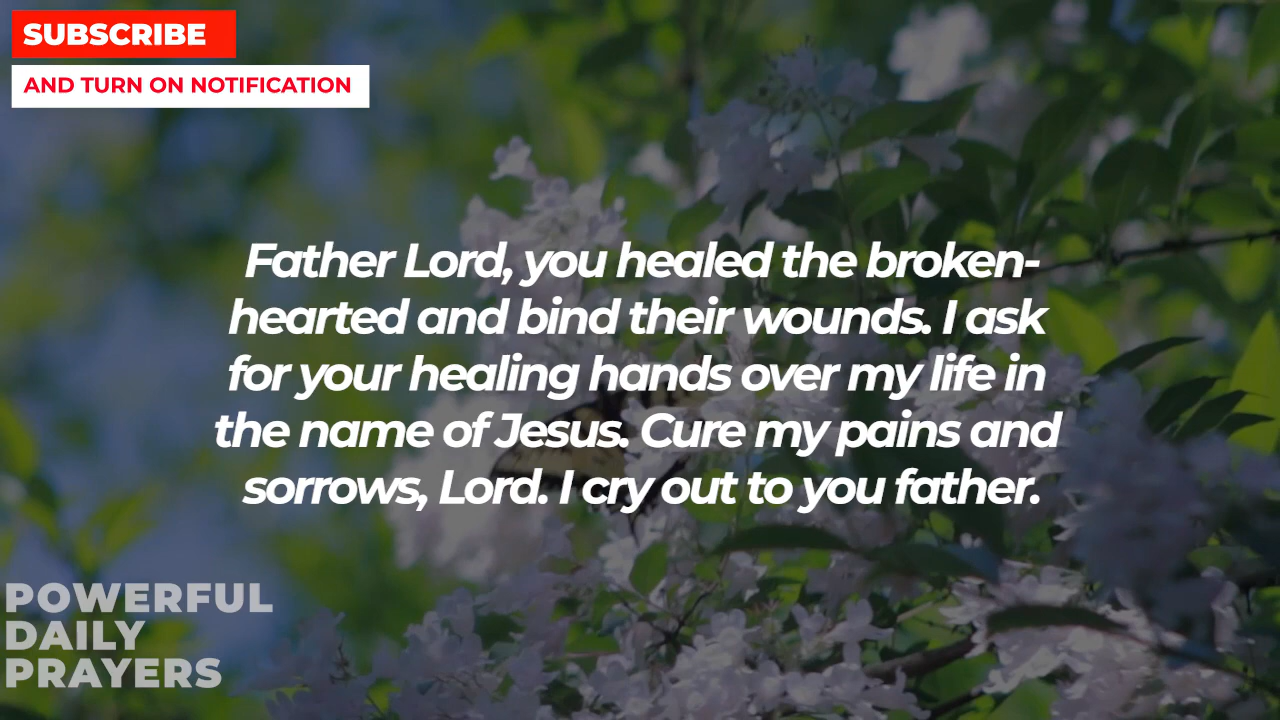 SUBSCRIBE
AND TURN ON NOTIFICATION
Father Lord, you healed the broken-
hearted and bind their wounds. I ask
for your healing hands over my life in
the name of Jesus. Cure my pains and
sorrows, Lord. I cry out to you father.
POWERFUL
DAILY
PRAYERS